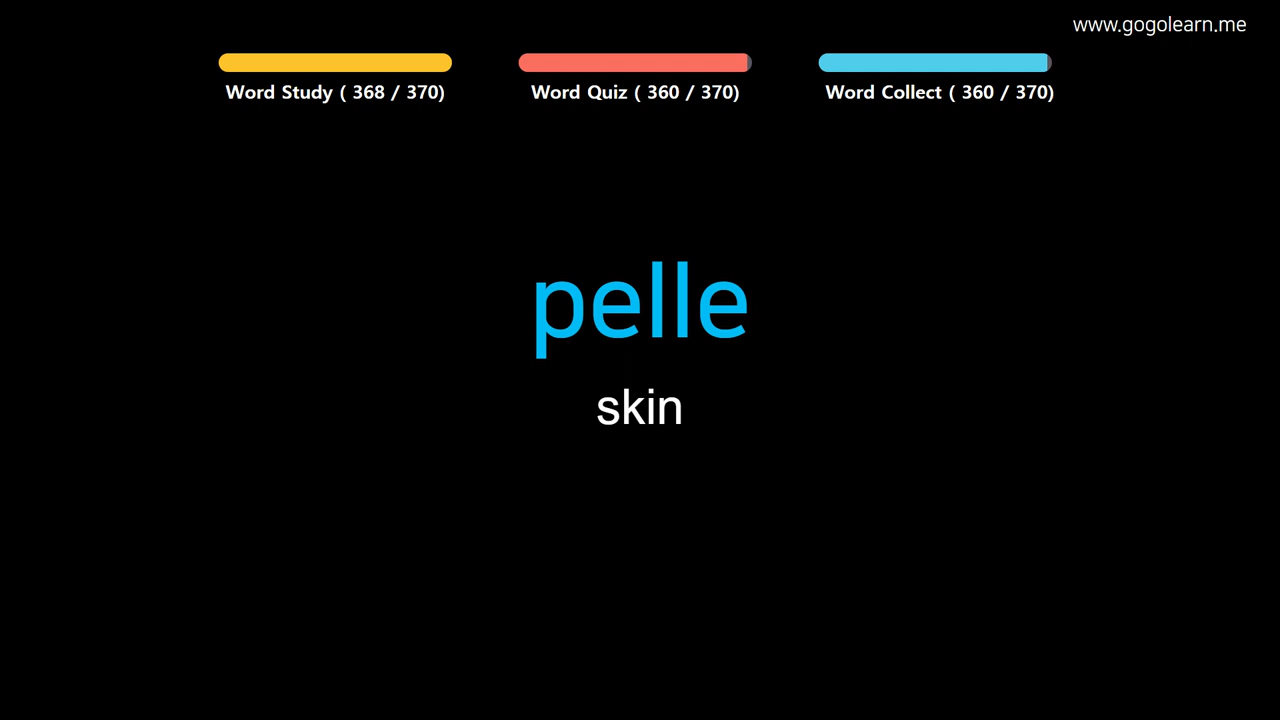 www.gogolearn.me
Word Study ( 368 / 370)
Word Quiz ( 360 / 370)
Word Collect ( 360 / 370)
pelle
skin